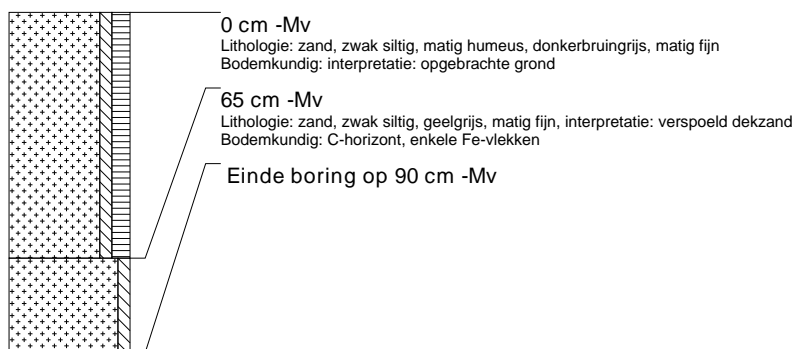 0 cm -Mv
Lithologie: zand, zwak siltig, matig humeus, donkerbruingrijs, matig fijn
Bodemkundig: interpretatie: opgebrachte grond
65 cm -Mv
Lithologie: zand, zwak siltig, geelgrijs, matig fijn, interpretatie: verspoeld dekzand
Bodemkundig: C-horizont, enkele Fe-vlekken
Einde boring op 90 cm -Mv